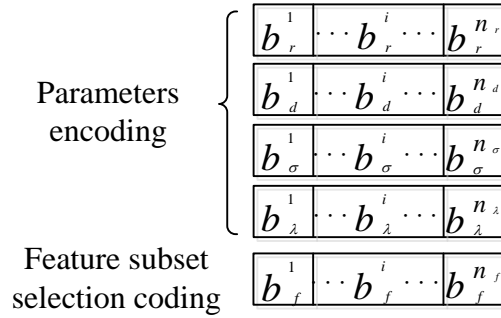 b_r^1 ··· b_r^i ··· b_r^{n_r}
b_d^1 ··· b_d^i ··· b_d^{n_d}
Parameters
encoding
b_σ^1 ··· b_σ^i ··· b_σ^{n_σ}
b_λ^1 ··· b_λ^i ··· b_λ^{n_λ}
Feature subset
selection coding
b_f^1 ··· b_f^i ··· b_f^{n_f}